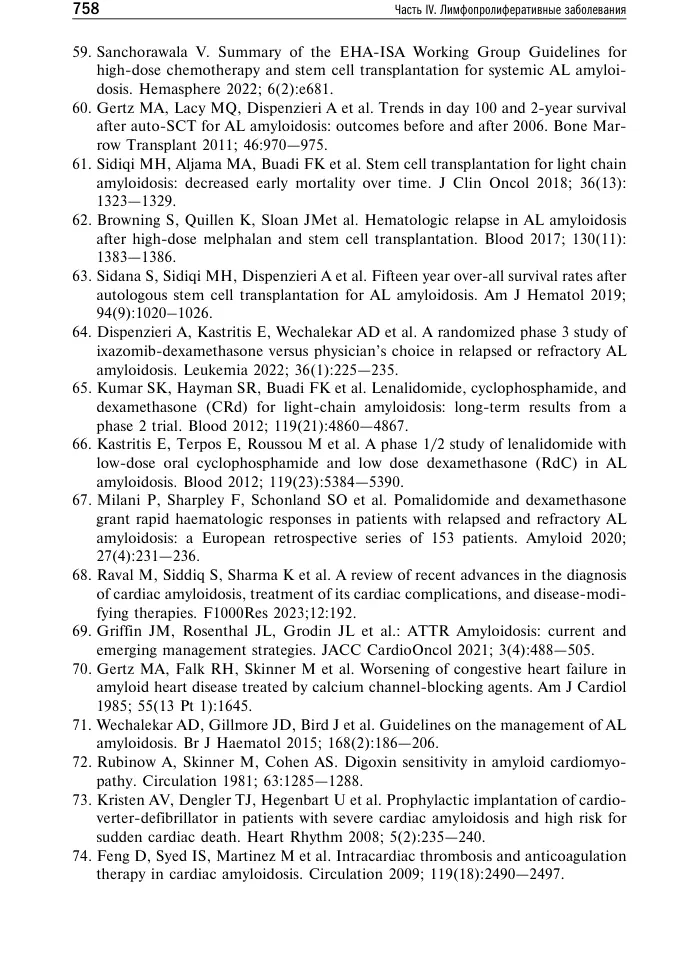 758
Часть IV. Лимфопролиферативные заболевания
59. Sanchorawala V. Summary of the EHA-ISA Working Group Guidelines for
high-dose chemotherapy and stem cell transplantation for systemic AL amyloi-
dosis. Hemasphere 2022; 6(2):e681.
60. Gertz MA, Lacy MQ, Dispenzieri A et al. Trends in day 100 and 2-year survival
after auto-SCT for AL amyloidosis: outcomes before and after 2006. Bone Mar-
row Transplant 2011; 46:970—975.
61. Sidiqi MH, Aljama MA, Buadi FK et al. Stem cell transplantation for light chain
amyloidosis: decreased early mortality over time. J Clin Oncol 2018; 36(13):
1323—1329.
62. Browning S, Quillen K, Sloan JMet al. Hematologic relapse in AL amyloidosis
after high-dose melphalan and stem cell transplantation. Blood 2017; 130(11):
1383—1386.
63. Sidana S, Sidiqi MH, Dispenzieri A et al. Fifteen year over-all survival rates after
autologous stem cell transplantation for AL amyloidosis. Am J Hematol 2019;
94(9):1020—1026.
64. Dispenzieri A, Kastritis E, Wechalekar AD et al. A randomized phase 3 study of
ixazomib-dexamethasone versus physician's choice in relapsed or refractory AL
amyloidosis. Leukemia 2022; 36(1):225—235.
65. Kumar SK, Hayman SR, Buadi FK et al. Lenalidomide, cyclophosphamide, and
dexamethasone (CRd) for light-chain amyloidosis: long-term results from a
phase 2 trial. Blood 2012; 119(21):4860—4867.
66. Kastritis E, Terpos E, Roussou M et al. A phase 1/2 study of lenalidomide with
low-dose oral cyclophosphamide and low dose dexamethasone (RdC) in AL
amyloidosis. Blood 2012; 119(23):5384—5390.
67. Milani P, Sharpley F, Schonland SO et al. Pomalidomide and dexamethasone
grant rapid haematologic responses in patients with relapsed and refractory AL
amyloidosis: a European retrospective series of 153 patients. Amyloid 2020;
27(4):231—236.
68. Raval M, Siddiq S, Sharma K et al. A review of recent advances in the diagnosis
of cardiac amyloidosis, treatment of its cardiac complications, and disease-modi-
fying therapies. F1000Res 2023;12:192.
69. Griffin JM, Rosenthal JL, Grodin JL et al.: ATTR Amyloidosis: current and
emerging management strategies. JACC CardioOncol 2021; 3(4):488—505.
70. Gertz MA, Falk RH, Skinner M et al. Worsening of congestive heart failure in
amyloid heart disease treated by calcium channel-blocking agents. Am J Cardiol
1985; 55(13 Pt 1):1645.
71. Wechalekar AD, Gillmore JD, Bird J et al. Guidelines on the management of AL
amyloidosis. Br J Haematol 2015; 168(2):186—206.
72. Rubinow A, Skinner M, Cohen AS. Digoxin sensitivity in amyloid cardiomyo-
pathy. Circulation 1981; 63:1285—1288.
73. Kristen AV, Dengler TJ, Hegenbart U et al. Prophylactic implantation of cardio-
verter-defibrillator in patients with severe cardiac amyloidosis and high risk for
sudden cardiac death. Heart Rhythm 2008; 5(2):235—240.
74. Feng D, Syed IS, Martinez M et al. Intracardiac thrombosis and anticoagulation
therapy in cardiac amyloidosis. Circulation 2009; 119(18):2490—2497.